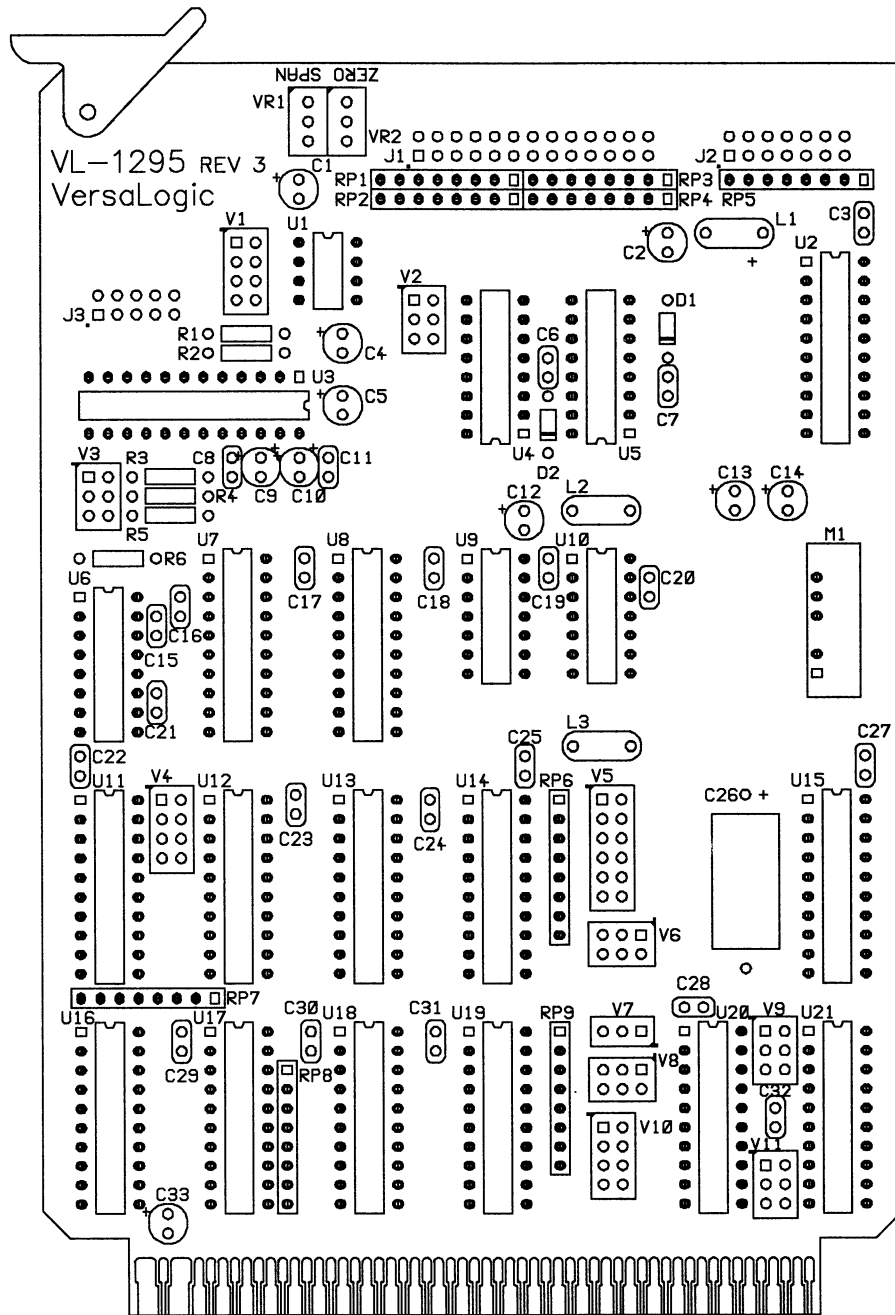 SPAN ZERO
VR1
VR2
J1
J2
VL-1295 REV 3
VersaLogic
C1
RP1
RP2
RP3
RP4
RP5
L1
C3
V1
U1
C2
U2
V2
J3
D1
R1
R2
C4
C6
U3
C5
C7
U4
U5
V3
R3
C8
C11
D2
R4
C9
C10
C12
L2
C13
C14
R5
M1
R6
U7
U8
U9
U10
U6
C16
C17
C18
C19
C20
C15
C21
C22
L3
C25
C27
U11
V4
U12
U13
U14
RP6
V5
C26
+
U15
C23
C24
V6
RP7
C28
U16
U17
C30
U18
C31
U19
RP9
V7
U20
V9
U21
C29
RP8
V8
C32
V10
V11
C33